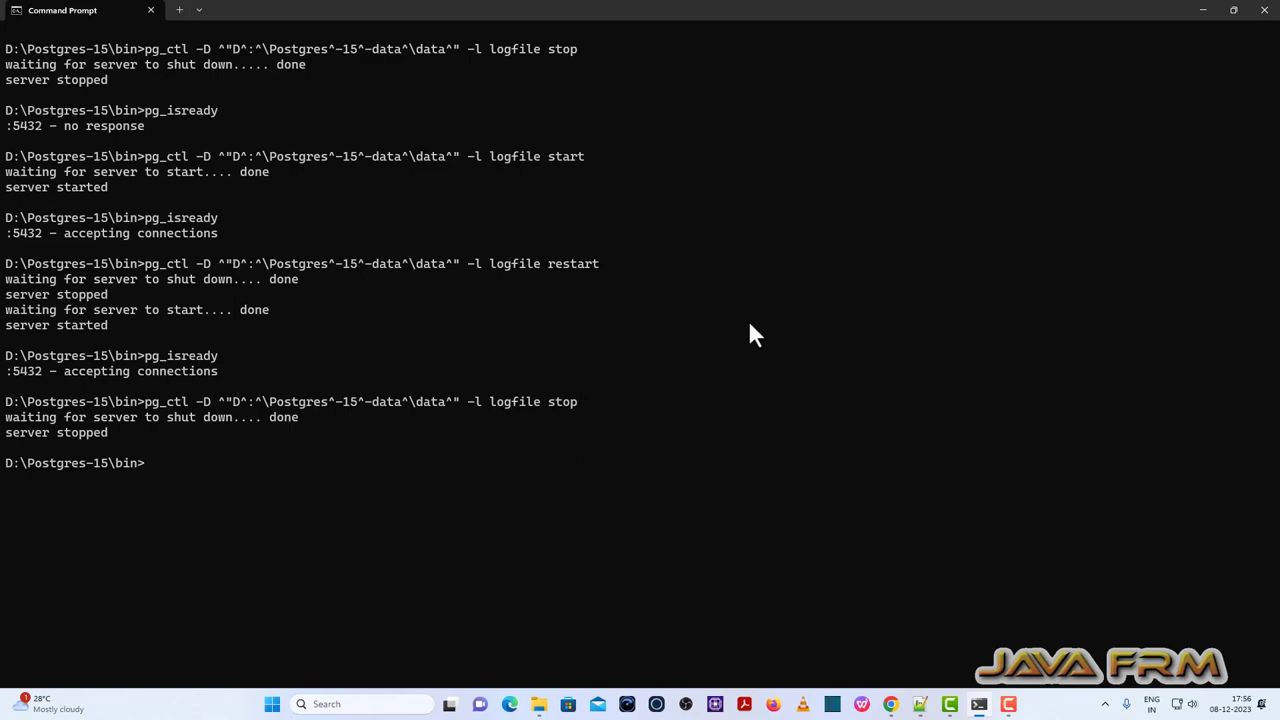 Command Prompt
D:\Postgres-15\bin>pg_ctl -D ^"D^:^\Postgres^-15^-data^\data^" -l logfile stop
waiting for server to shut down..... done
server stopped
D:\Postgres-15\bin>pg_isready
:5432 - no response
D:\Postgres-15\bin>pg_ctl -D ^"D^:^\Postgres^-15^-data^\data^" -l logfile start
waiting for server to start.... done
server started
D:\Postgres-15\bin>pg_isready
:5432 - accepting connections
D:\Postgres-15\bin>pg_ctl -D ^"D^:^\Postgres^-15^-data^\data^" -l logfile restart
waiting for server to shut down.... done
server stopped
waiting for server to start.... done
server started
D:\Postgres-15\bin>pg_isready
:5432 - accepting connections
D:\Postgres-15\bin>pg_ctl -D ^"D^:^\Postgres^-15^-data^\data^" -l logfile stop
waiting for server to shut down.... done
server stopped
D:\Postgres-15\bin>
JAVA FRM
1
28°C
Mostly cloudy
Search
ENG
IN
17:56
08-12-2023